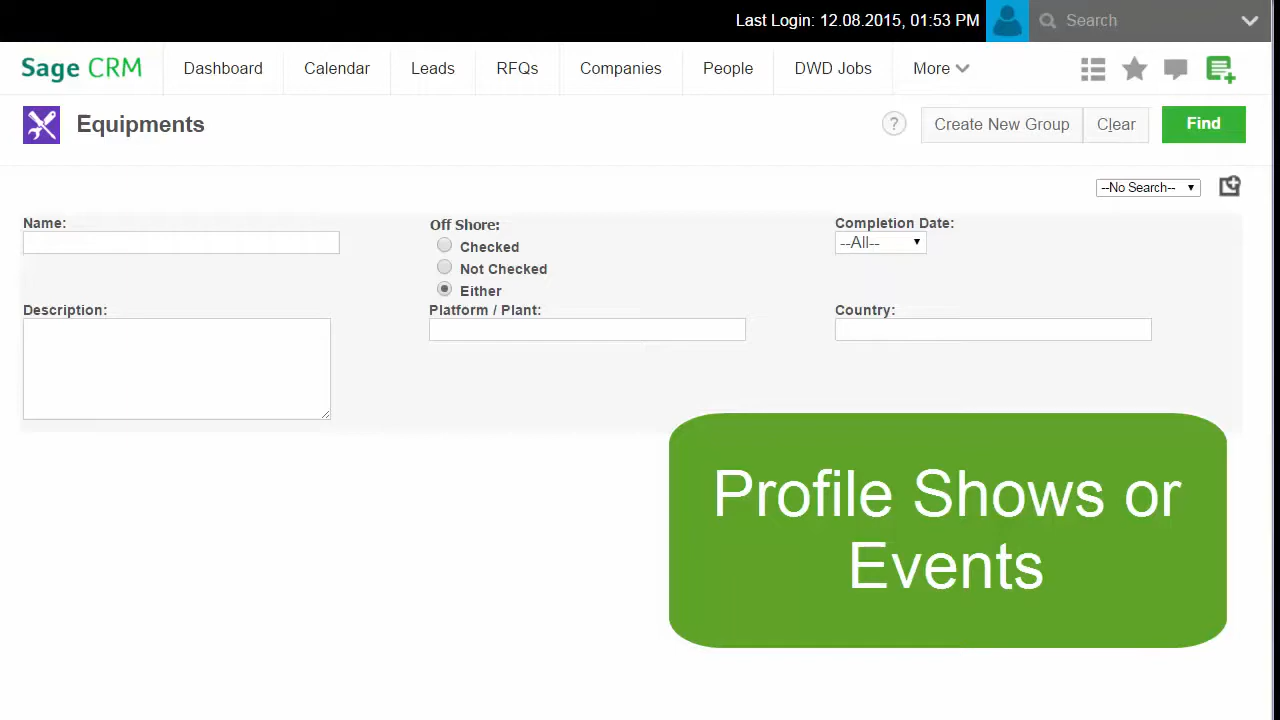 Last Login: 12.08.2015, 01:53 PM Search
Sage CRM Dashboard Calendar Leads RFQs Companies People DWD Jobs More
Equipments ? Create New Group Clear Find
--No Search--
Name: Off Shore: Completion Date:
Checked --All--
Not Checked
Either
Description: Platform / Plant: Country:
Profile Shows or
Events